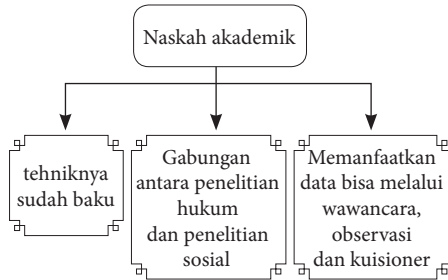 Naskah akademik
tehniknya
sudah baku
Gabungan
antara penelitian
hukum
dan penelitian
sosial
Memanfaatkan
data bisa melalui
wawancara,
observasi
dan kuisioner